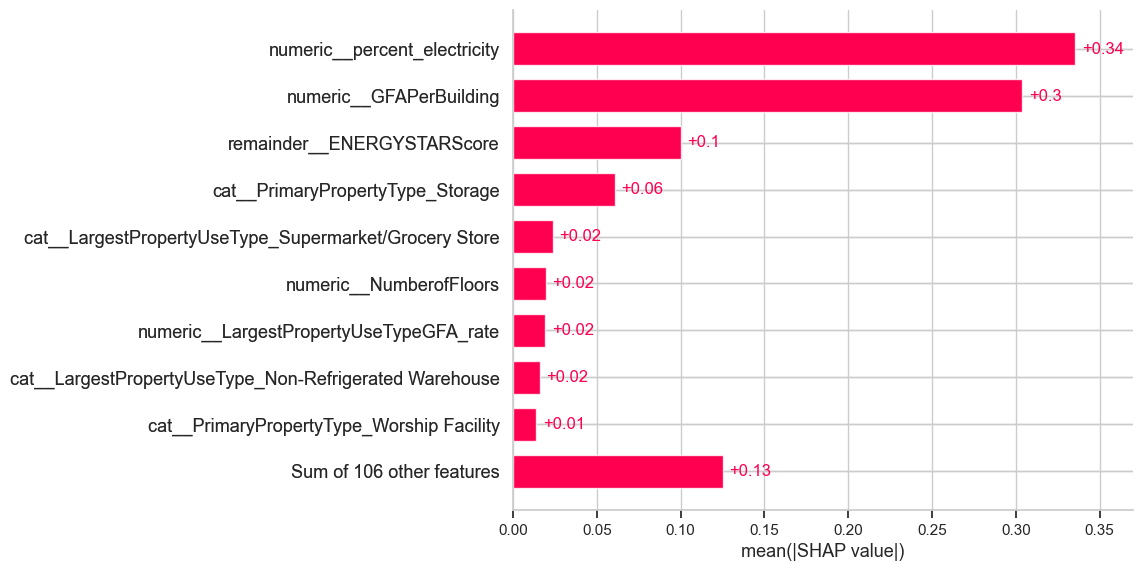 numeric__percent_electricity +0.34
numeric__GFAPerBuilding +0.3
remainder__ENERGYSTARScore +0.1
cat__PrimaryPropertyType_Storage +0.06
cat__LargestPropertyUseType_Supermarket/Grocery Store +0.02
numeric__NumberofFloors +0.02
numeric__LargestPropertyUseTypeGFA_rate +0.02
cat__LargestPropertyUseType_Non-Refrigerated Warehouse +0.02
cat__PrimaryPropertyType_Worship Facility +0.01
Sum of 106 other features +0.13
0.00 0.05 0.10 0.15 0.20 0.25 0.30 0.35
mean(|SHAP value|)